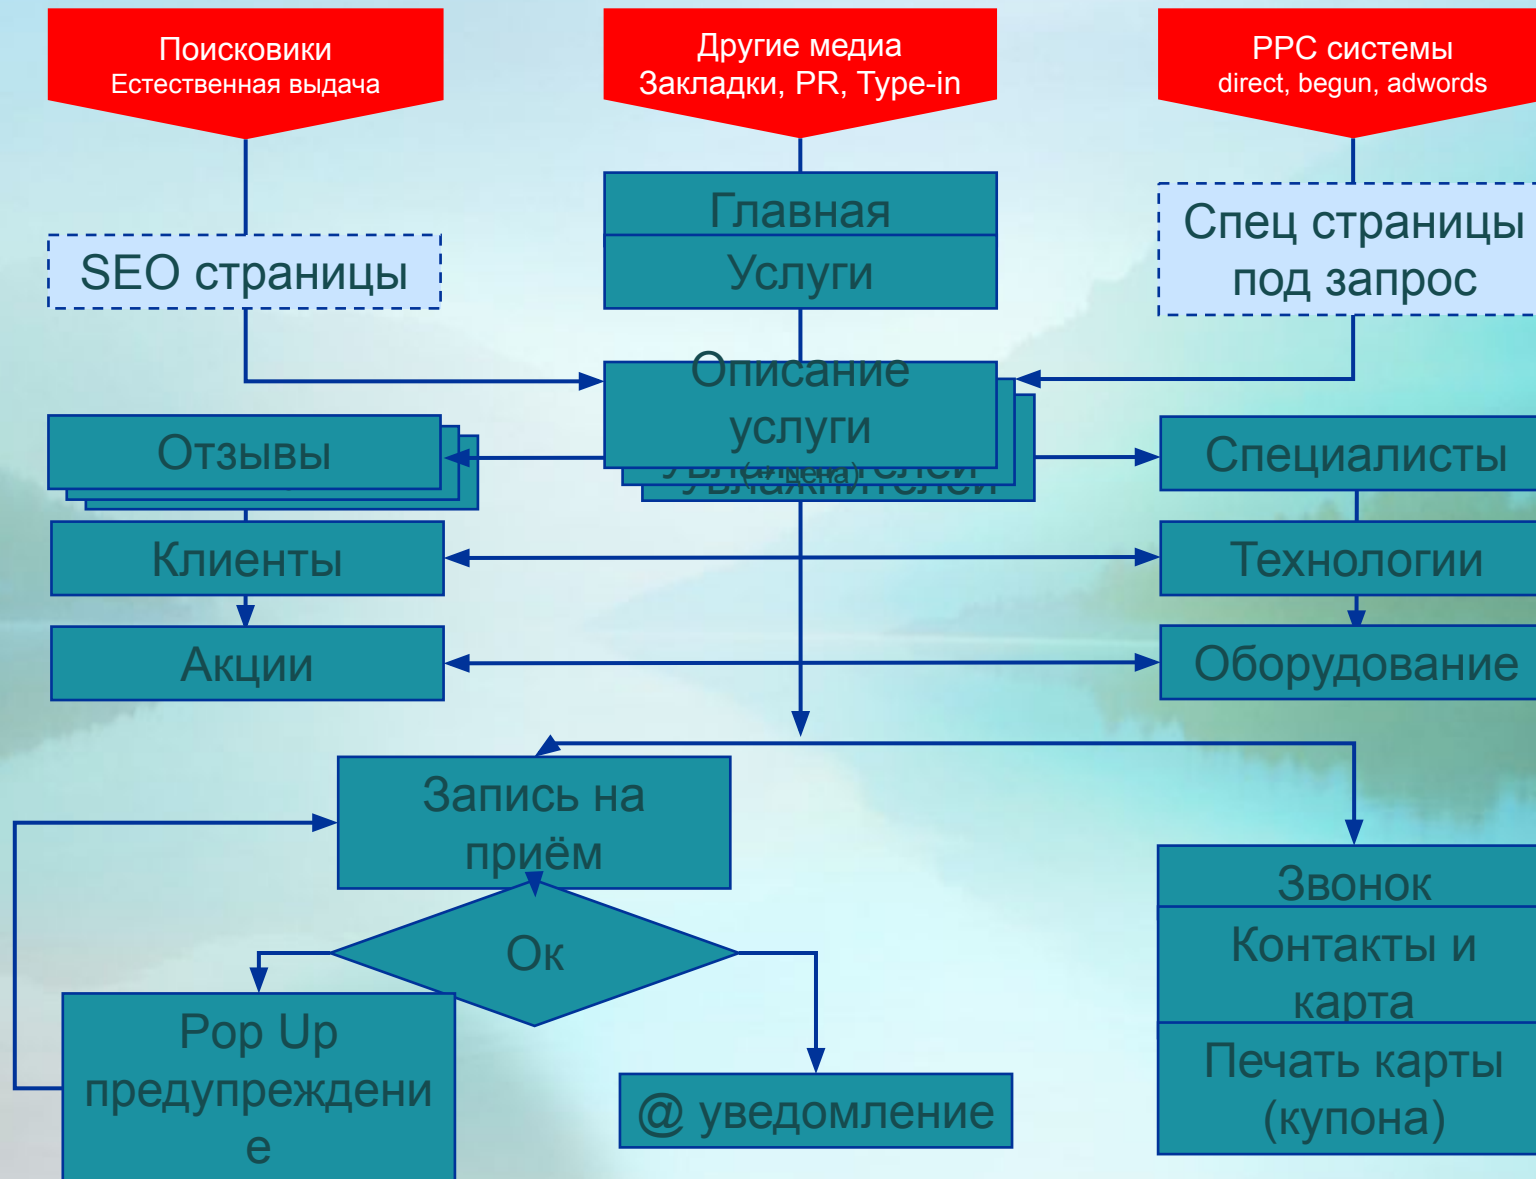 Поисковики
Естественная выдача
Другие медиа
Закладки, PR, Type-in
PPC системы
direct, begun, adwords
Главная
Услуги
SEO страницы
Спец страницы
под запрос
Описание
услуги
(+ цена)
Увлажнителей
Отзывы
Специалисты
Клиенты
Технологии
Акции
Оборудование
Запись на
приём
Ок
Pop Up
предупреждени
е
@ уведомление
Звонок
Контакты и
карта
Печать карты
(купона)